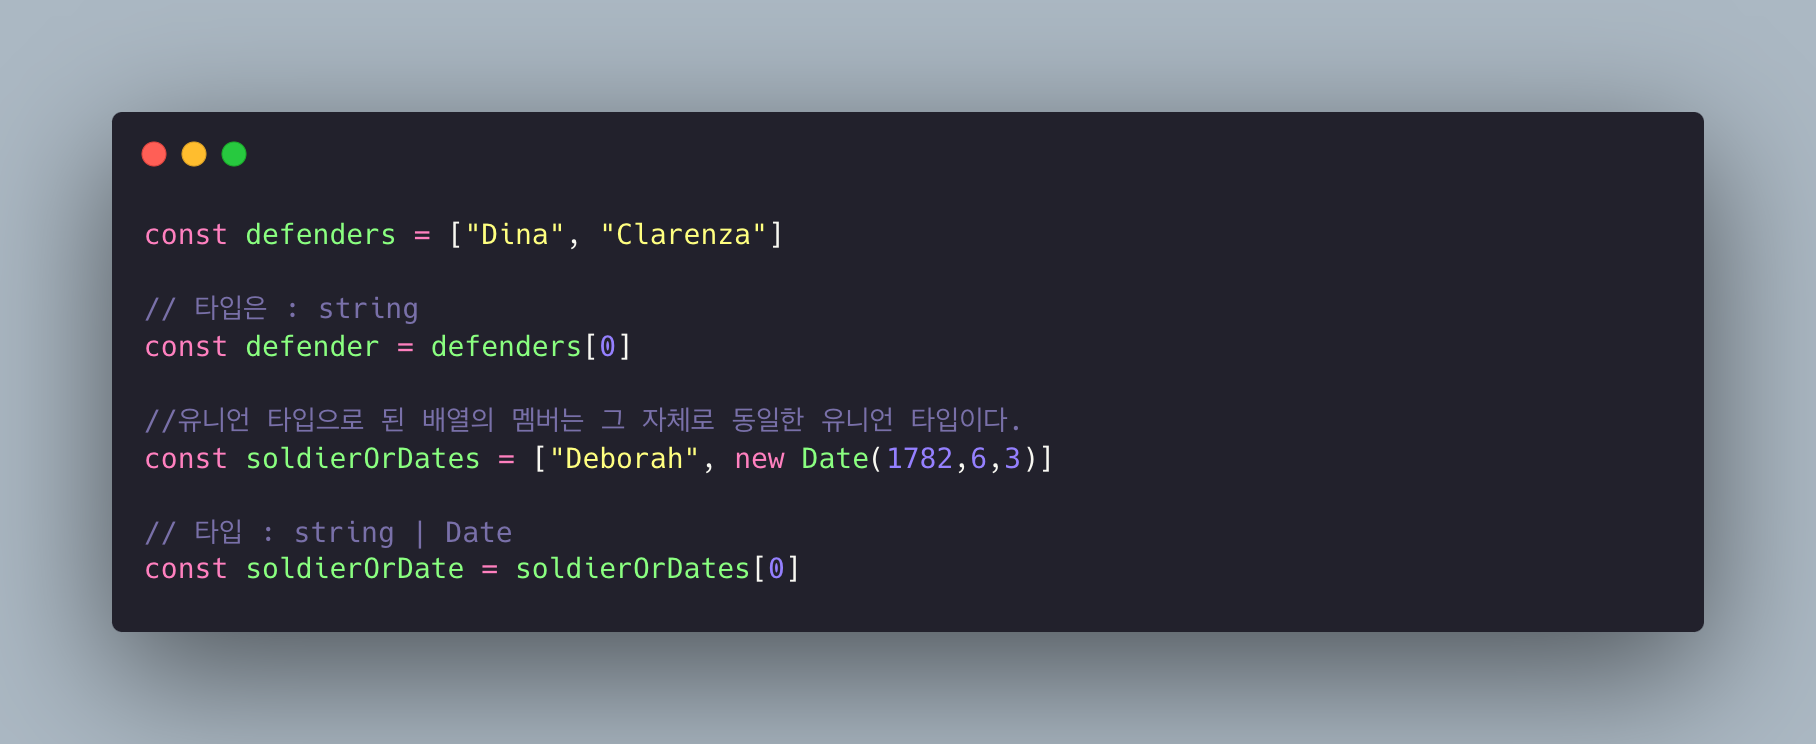 const defenders = ["Dina", "Clarenza"]
// 타입은 : string
const defender = defenders[0]
//유니언 타입으로 된 배열의 멤버는 그 자체로 동일한 유니언 타입이다.
const soldierOrDates = ["Deborah", new Date(1782,6,3)]
// 타입 : string | Date
const soldierOrDate = soldierOrDates[0]